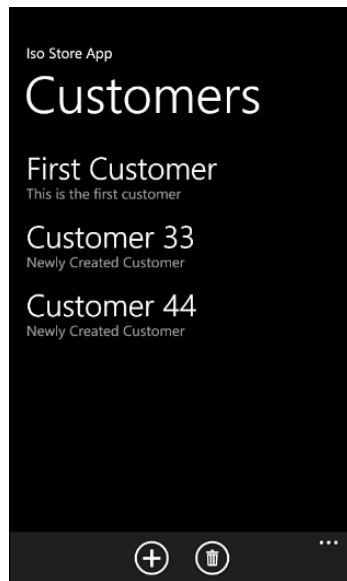 Iso Store App
Customers
First Customer
This is the first customer
Customer 33
Newly Created Customer
Customer 44
Newly Created Customer